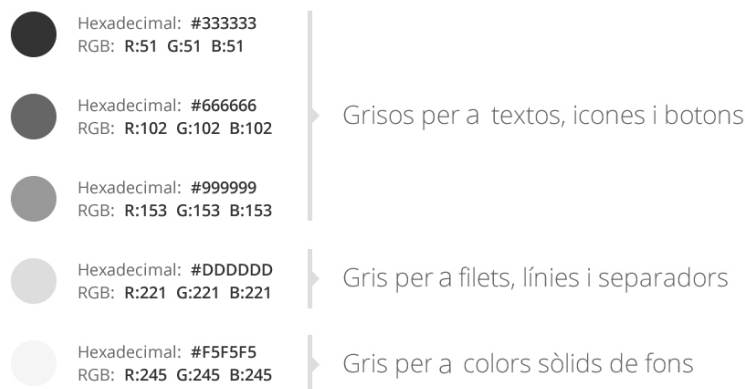 Hexadecimal: #333333
RGB: R:51 G:51 B:51
Hexadecimal: #666666
RGB: R:102 G:102 B:102
Grisos per a textos, icones i botons
Hexadecimal: #999999
RGB: R:153 G:153 B:153
Hexadecimal: #DDDDDD
RGB: R:221 G:221 B:221
Gris per a filets, línies i separadors
Hexadecimal: #F5F5F5
RGB: R:245 G:245 B:245
Gris per a colors sòlids de fons